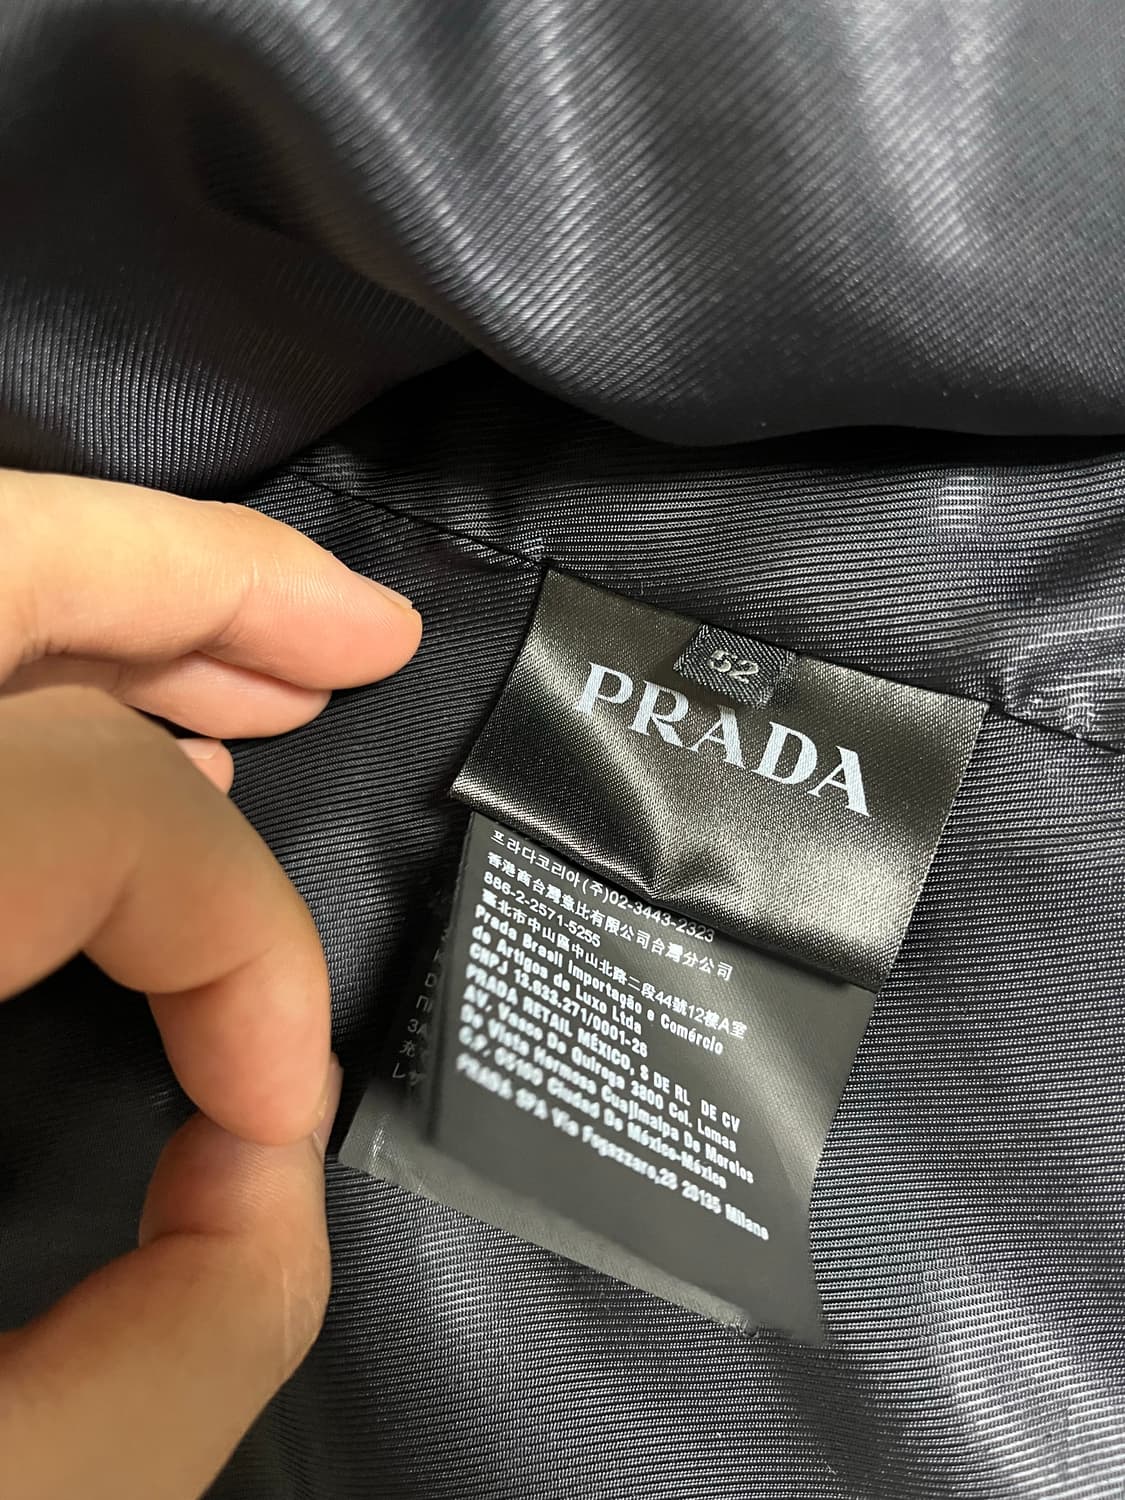 52
PRADA
프라다코리아(주)02-3443-2323
香港商台灣普比有限公司台灣分公司
886-2-2571-5255
臺北市中山區中山北路二段44號12樓A室
Prada Brasil Importação e Comércio
de Artigos de Luxo Ltda
CNPJ 13.633.271/0001-26
PRADA RETAIL MÉXICO, S DE RL DE CV
AV. Vasco De Quiroga 3800 Col. Lomas
De Vista Hermosa Cuajimalpa De Morelos
C.P. 05100 Ciudad De México-México
PRADA SPA Via Fogazzaro,28 20135 Milano